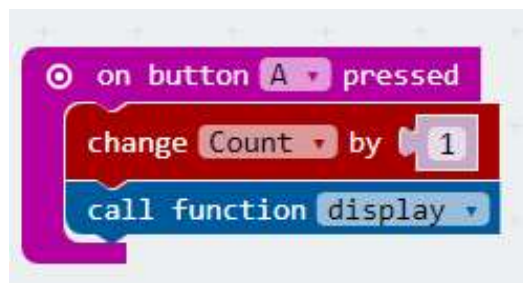 on button A pressed
change Count by 1
call function display